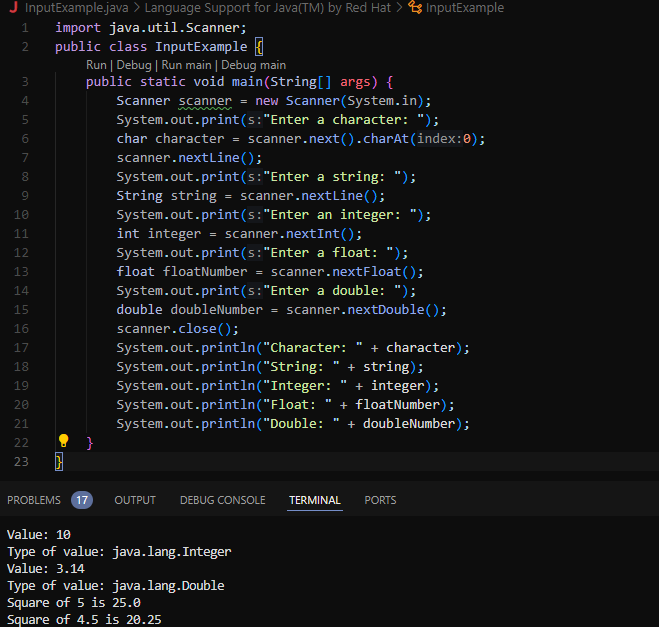 InputExample.java > Language Support for Java(TM) by Red Hat > InputExample
1 import java.util.Scanner;
2 public class InputExample {
Run | Debug | Run main | Debug main
3 public static void main(String[] args) {
4 Scanner scanner = new Scanner(System.in);
5 System.out.print(s:"Enter a character: ");
6 char character = scanner.next().charAt(index:0);
7 scanner.nextLine();
8 System.out.print(s:"Enter a string: ");
9 String string = scanner.nextLine();
10 System.out.print(s:"Enter an integer: ");
11 int integer = scanner.nextInt();
12 System.out.print(s:"Enter a float: ");
13 float floatNumber = scanner.nextFloat();
14 System.out.print(s:"Enter a double: ");
15 double doubleNumber = scanner.nextDouble();
16 scanner.close();
17 System.out.println("Character: " + character);
18 System.out.println("String: " + string);
19 System.out.println("Integer: " + integer);
20 System.out.println("Float: " + floatNumber);
21 System.out.println("Double: " + doubleNumber);
22 }
23 }
PROBLEMS 17 OUTPUT DEBUG CONSOLE TERMINAL PORTS
Value: 10
Type of value: java.lang.Integer
Value: 3.14
Type of value: java.lang.Double
Square of 5 is 25.0
Square of 4.5 is 20.25